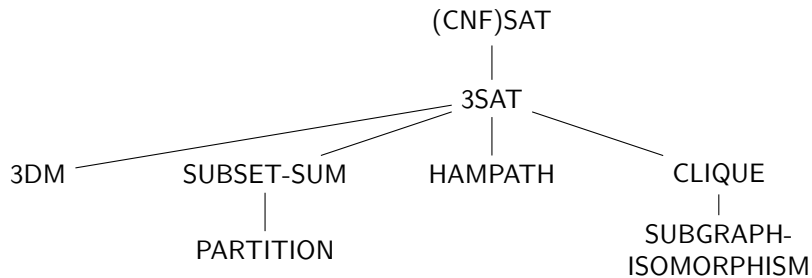 (CNF)SAT
3SAT
3DM
SUBSET-SUM
HAMPATH
CLIQUE
PARTITION
SUBGRAPH-
ISOMORPHISM